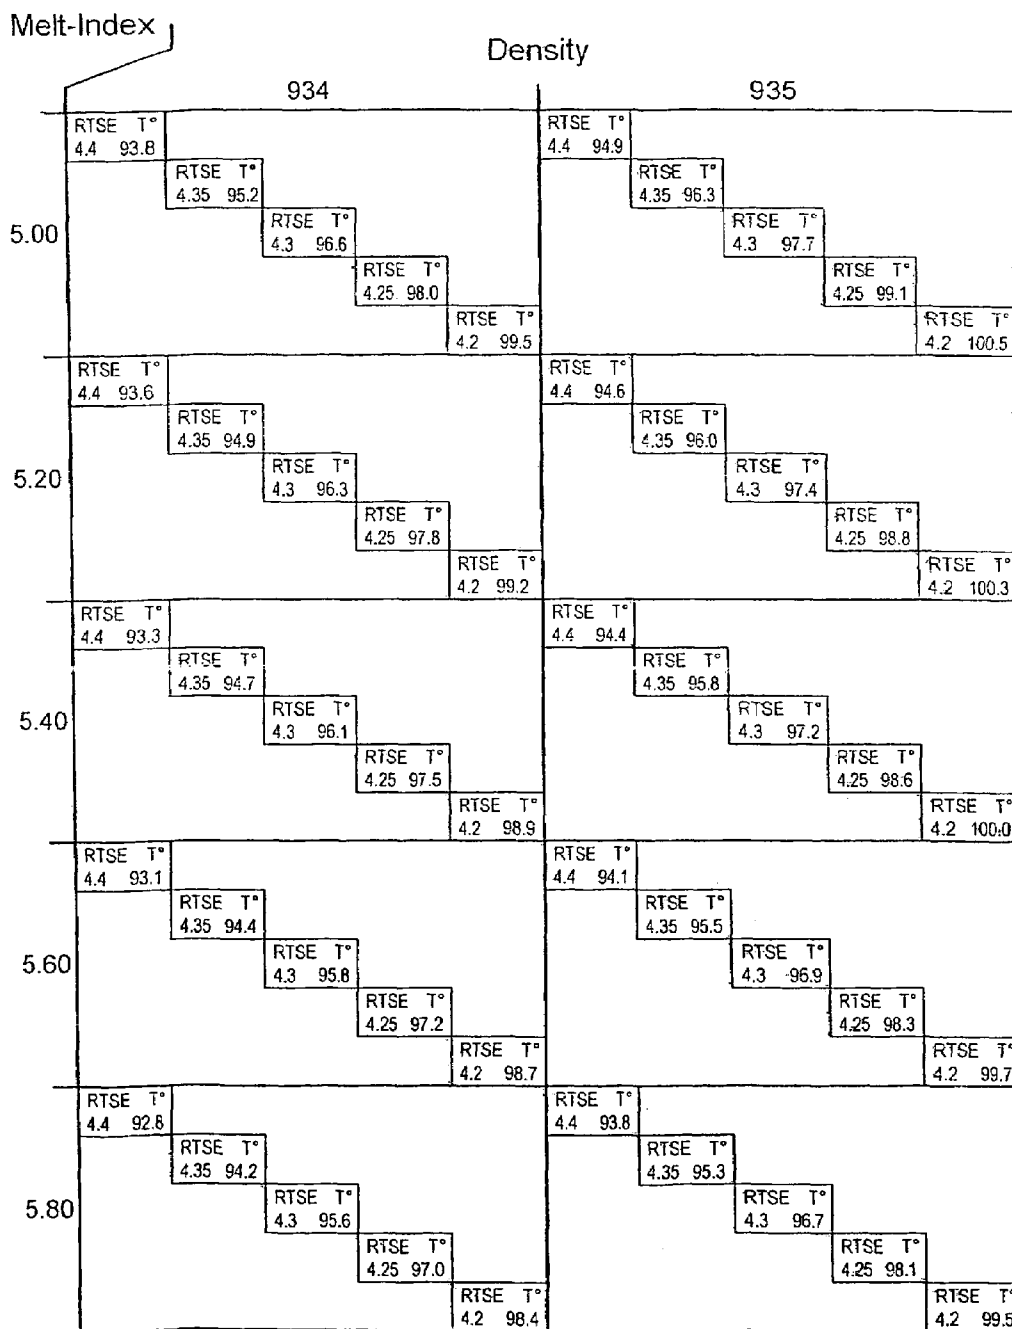 Melt-Index
Density
934 935
5.00
RTSE T° RTSE T°
4.4 93.8 4.4 94.9
RTSE T° RTSE T°
4.35 95.2 4.35 96.3
RTSE T° RTSE T°
4.3 96.6 4.3 97.7
RTSE T° RTSE T°
4.25 98.0 4.25 99.1
RTSE T° RTSE T°
4.2 99.5 4.2 100.5
5.20
RTSE T° RTSE T°
4.4 93.6 4.4 94.6
RTSE T° RTSE T°
4.35 94.9 4.35 96.0
RTSE T° RTSE T°
4.3 96.3 4.3 97.4
RTSE T° RTSE T°
4.25 97.8 4.25 98.8
RTSE T° RTSE T°
4.2 99.2 4.2 100.3
5.40
RTSE T° RTSE T°
4.4 93.3 4.4 94.4
RTSE T° RTSE T°
4.35 94.7 4.35 95.8
RTSE T° RTSE T°
4.3 96.1 4.3 97.2
RTSE T° RTSE T°
4.25 97.5 4.25 98.6
RTSE T° RTSE T°
4.2 98.9 4.2 100.0
5.60
RTSE T° RTSE T°
4.4 93.1 4.4 94.1
RTSE T° RTSE T°
4.35 94.4 4.35 95.5
RTSE T° RTSE T°
4.3 95.8 4.3 96.9
RTSE T° RTSE T°
4.25 97.2 4.25 98.3
RTSE T° RTSE T°
4.2 98.7 4.2 99.7
5.80
RTSE T° RTSE T°
4.4 92.8 4.4 93.8
RTSE T° RTSE T°
4.35 94.2 4.35 95.3
RTSE T° RTSE T°
4.3 95.6 4.3 96.7
RTSE T° RTSE T°
4.25 97.0 4.25 98.1
RTSE T° RTSE T°
4.2 98.4 4.2 99.5